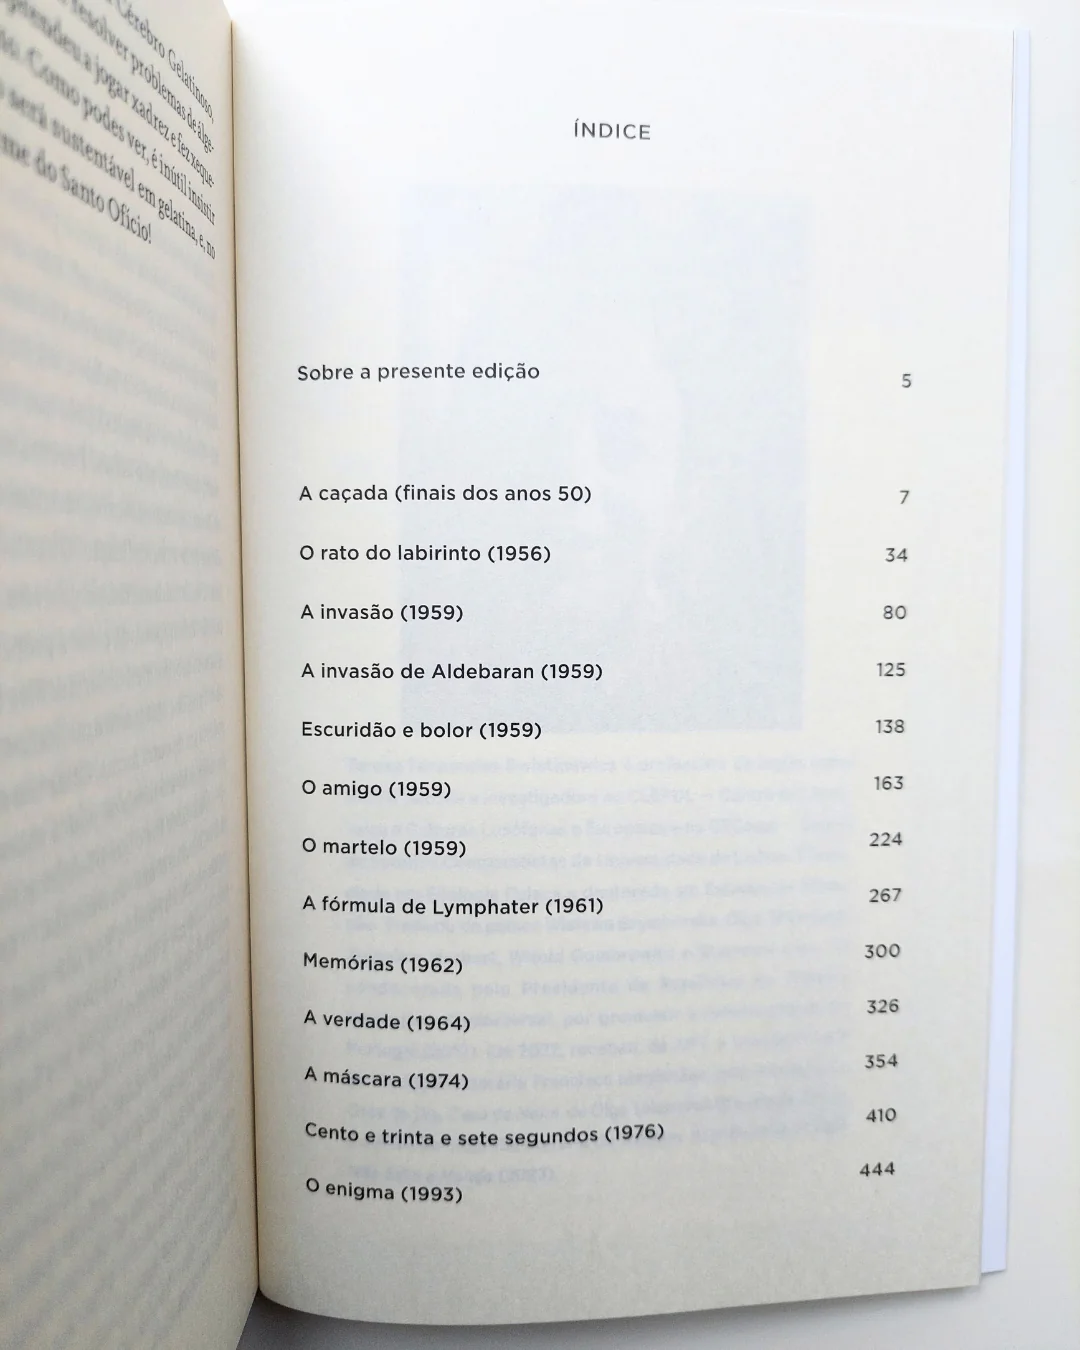 Cérebro Gelatinoso,
resolver problemas de álge-
a jogar xadrez e fez xeque-
Como podes ver, é inútil insistir
será sustentável em gelatina, e, no
do Santo Ofício!
ÍNDICE
Sobre a presente edição 5
A caçada (finais dos anos 50) 7
O rato do labirinto (1956) 34
A invasão (1959) 80
A invasão de Aldebaran (1959) 125
Escuridão e bolor (1959) 138
O amigo (1959) 163
O martelo (1959) 224
A fórmula de Lymphater (1961) 267
Memórias (1962) 300
A verdade (1964) 326
A máscara (1974) 354
Cento e trinta e sete segundos (1976) 410
O enigma (1993) 444